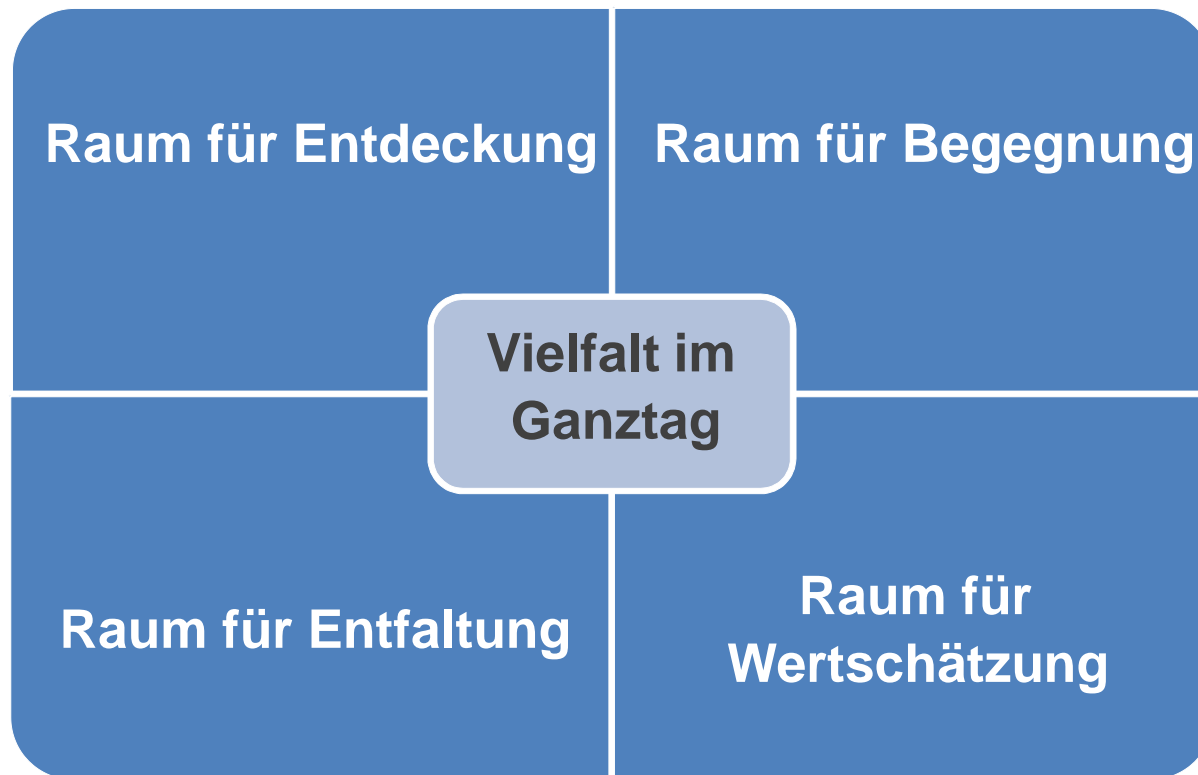 Raum für Entdeckung
Raum für Begegnung
Vielfalt im
Ganztag
Raum für Entfaltung
Raum für
Wertschätzung